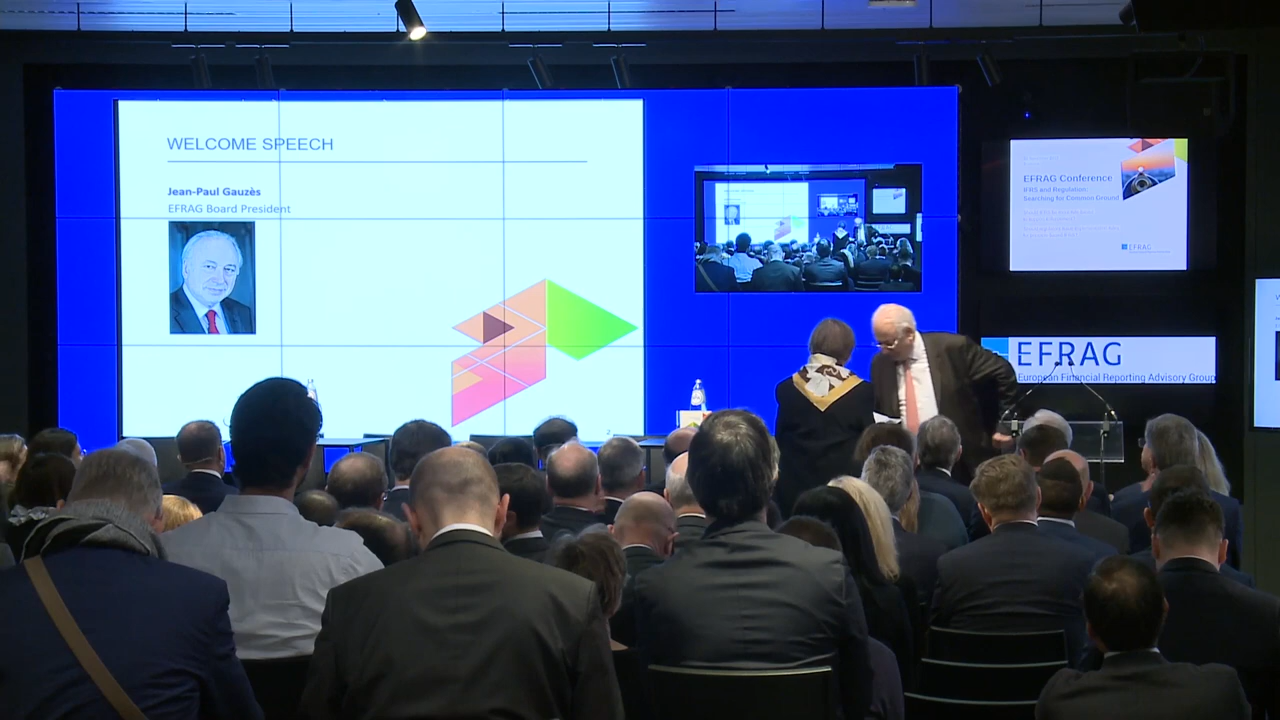 WELCOME SPEECH
Jean-Paul Gauzès
EFRAG Board President
2
EFRAG Conference
IFRS and Regulation:
Searching for Common Ground
EFRAG
EFRAG
European Financial Reporting Advisory Group